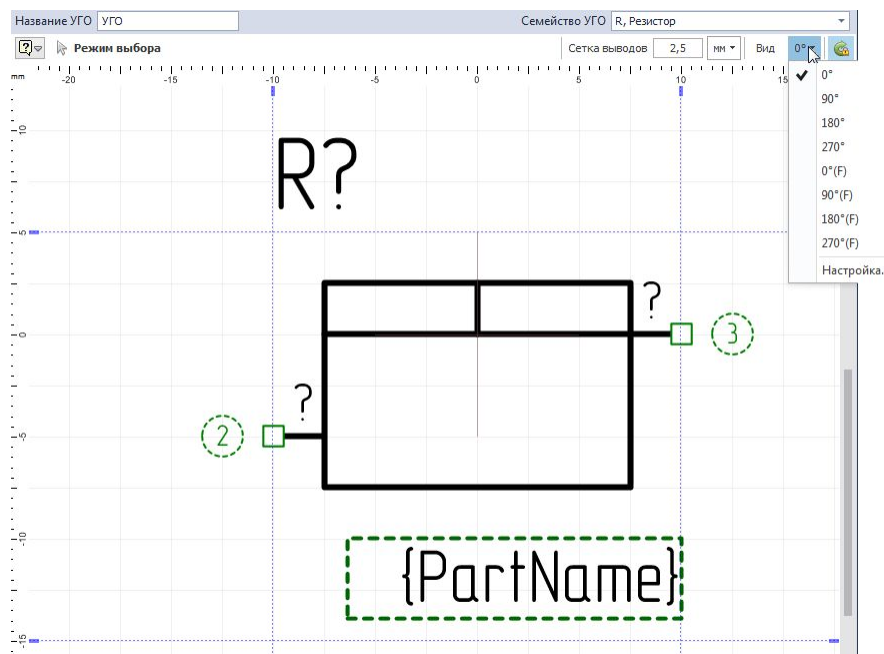 Название УГО УГО Семейство УГО R, Резистор
? Режим выбора Сетка выводов 2,5 мм Вид 0°
mm -20 -15 -10 -5 0 5 10 15
0°
90°
180°
270°
0°(F)
90°(F)
180°(F)
270°(F)
Настройка.
10
5
0
-5
-10
-15
R?
?
3
?
2
{PartName}